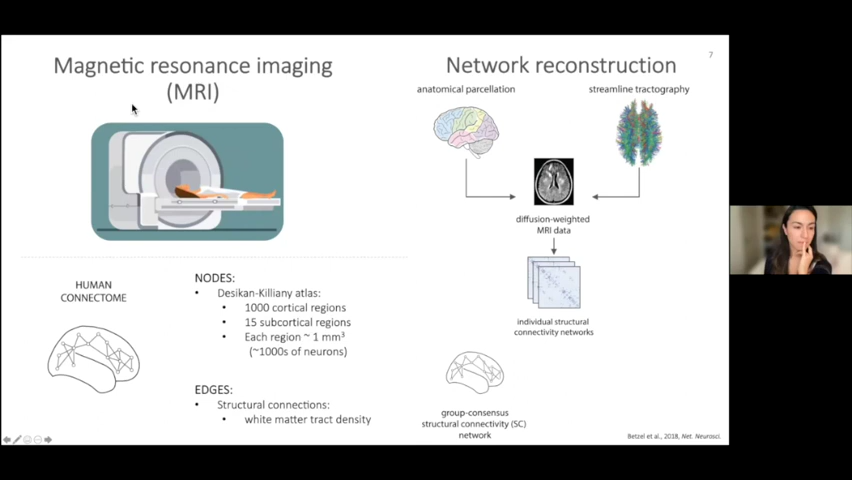 Magnetic resonance imaging
(MRI)
HUMAN
CONNECTOME
NODES:
• Desikan-Killiany atlas:
• 1000 cortical regions
• 15 subcortical regions
• Each region ~ 1 mm³
(~1000s of neurons)
EDGES:
• Structural connections:
• white matter tract density
7
Network reconstruction
anatomical parcellation
streamline tractography
diffusion-weighted
MRI data
individual structural
connectivity networks
group-consensus
structural connectivity (SC)
network
Betzel et al., 2018, Net. Neurosci.